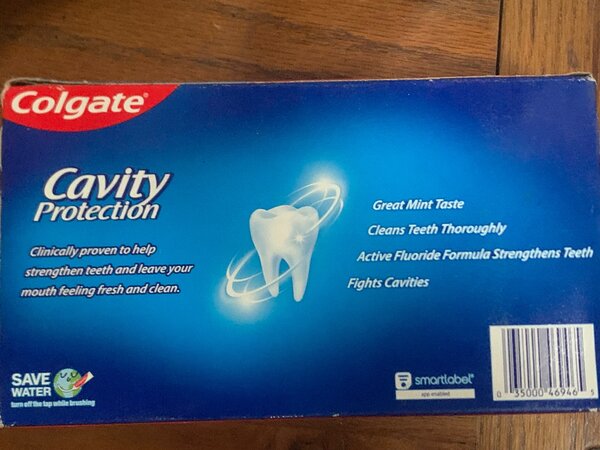 Colgate®
Cavity
Protection
Clinically proven to help
strengthen teeth and leave your
mouth feeling fresh and clean.
Great Mint Taste
Cleans Teeth Thoroughly
Active Fluoride Formula Strengthens Teeth
Fights Cavities
SAVE
WATER
turn off the tap while brushing
smartlabel®
app enabled
0 35000 46946 5